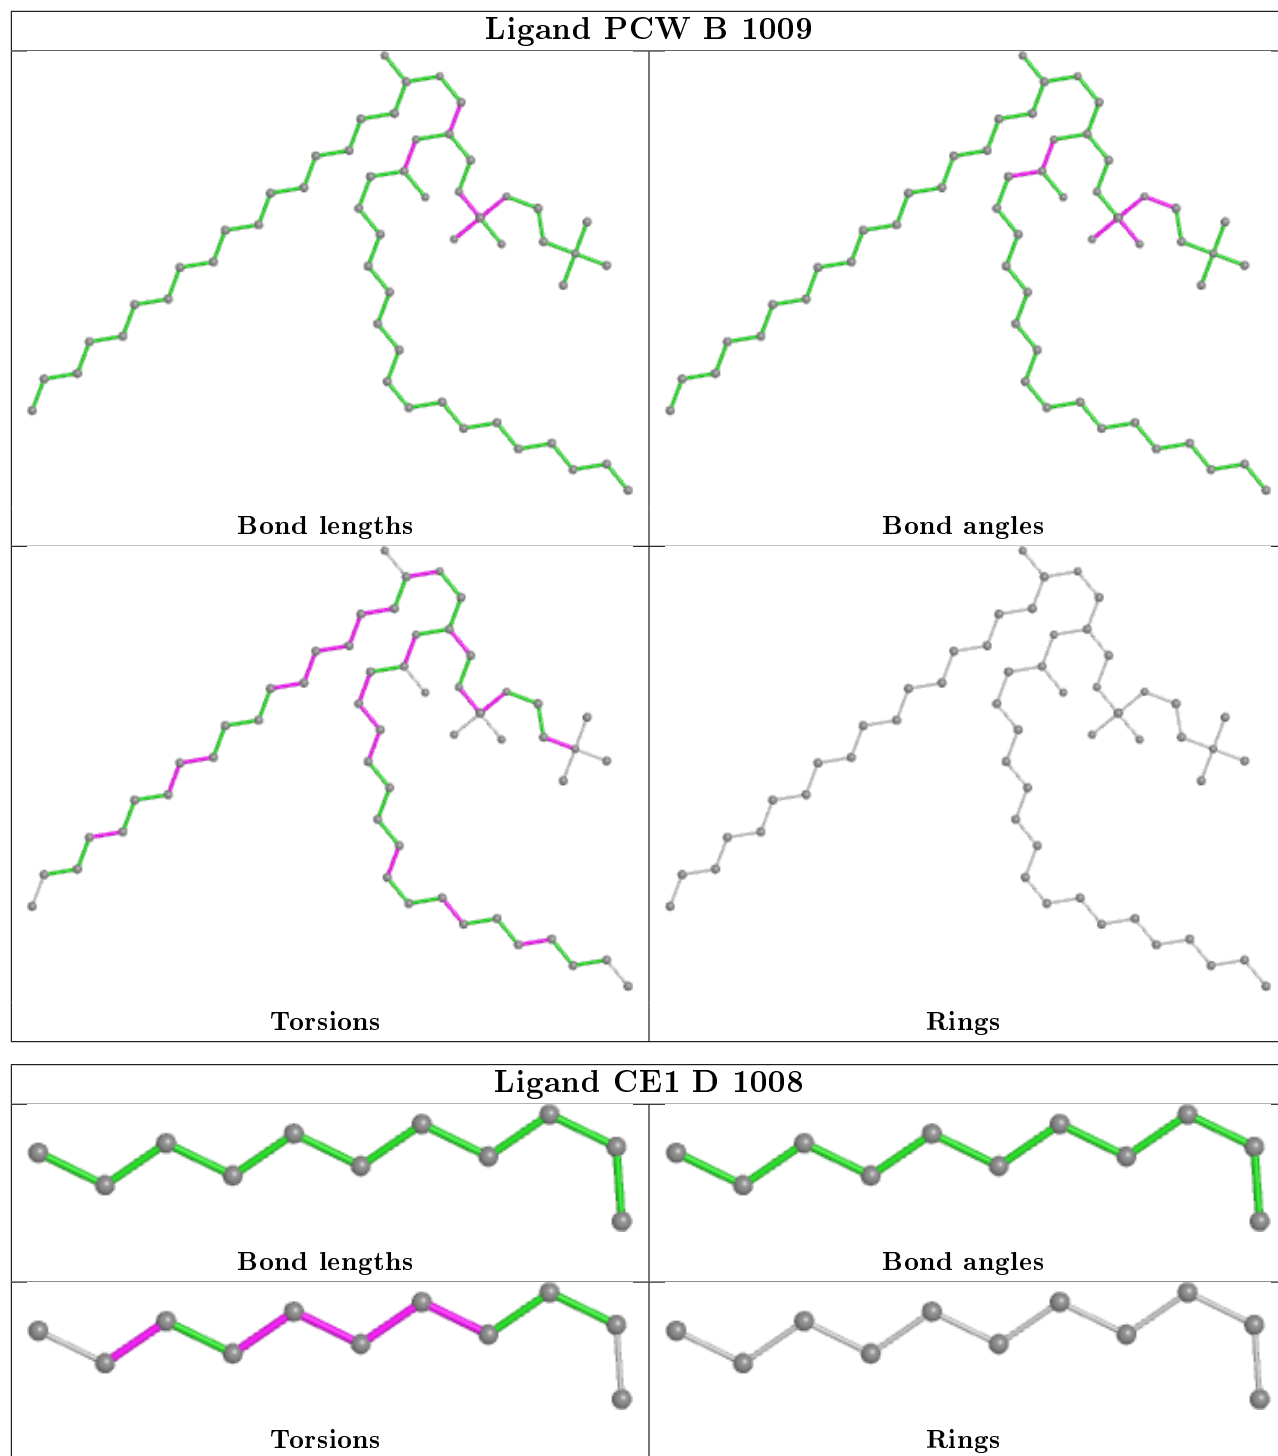 Ligand PCW B 1009
Bond lengths
Bond angles
Torsions
Rings
Ligand CE1 D 1008
Bond lengths
Bond angles
Torsions
Rings